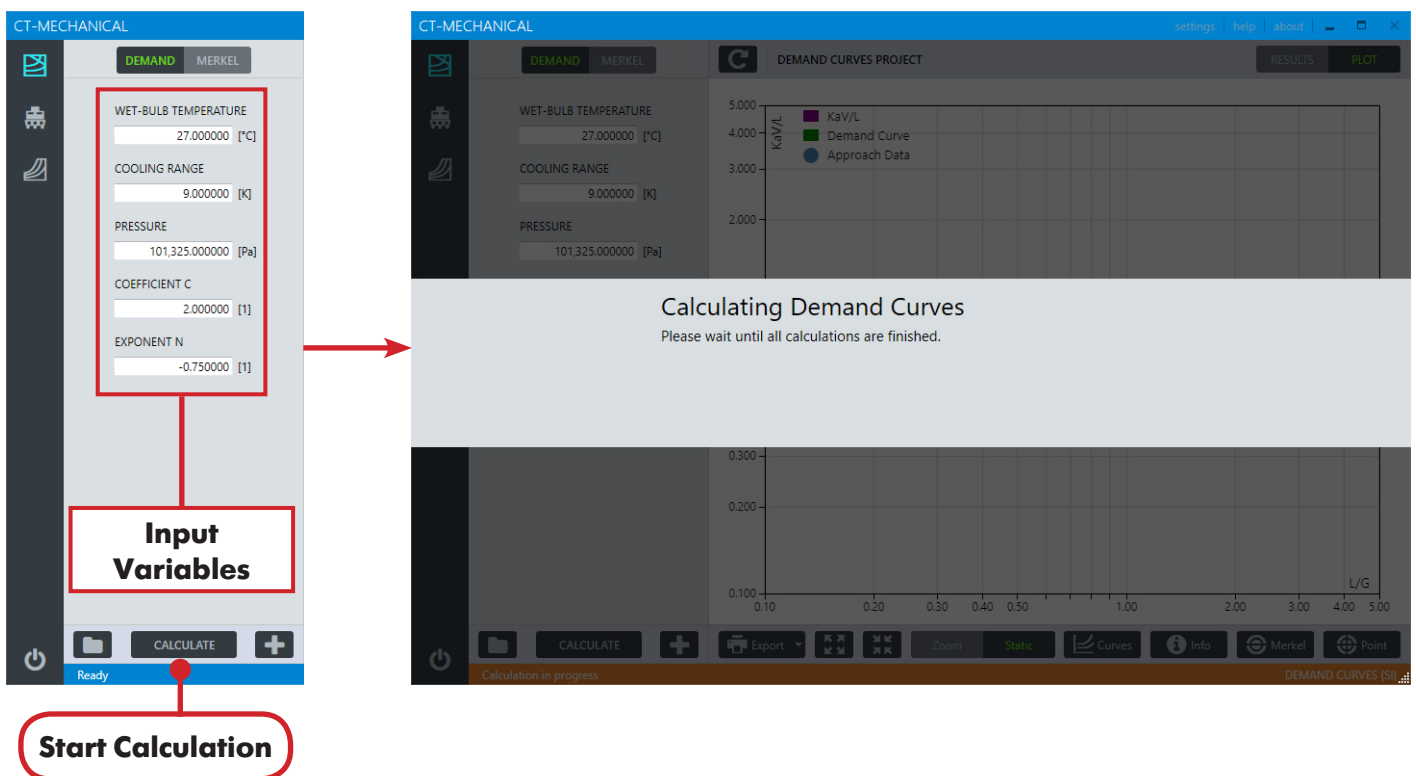 CT-MECHANICAL
DEMAND MERKEL
WET-BULB TEMPERATURE
27.000000 [°C]
COOLING RANGE
9.000000 [K]
PRESSURE
101,325.000000 [Pa]
COEFFICIENT C
2.000000 [1]
EXPONENT N
-0.750000 [1]
Input
Variables
CALCULATE
Ready
Start Calculation
CT-MECHANICAL settings help about
DEMAND MERKEL
DEMAND CURVES PROJECT
RESULTS PLOT
WET-BULB TEMPERATURE
27.000000 [°C]
COOLING RANGE
9.000000 [K]
PRESSURE
101,325.000000 [Pa]
5.000
4.000
3.000
2.000
KaV/L
KaV/L
Demand Curve
Approach Data
Calculating Demand Curves
Please wait until all calculations are finished.
0.300
0.200
0.100
L/G
0.10 0.20 0.30 0.40 0.50 1.00 2.00 3.00 4.00 5.00
CALCULATE
Export Zoom Static Curves Info Merkel Point
Calculation in progress DEMAND CURVES (SI)